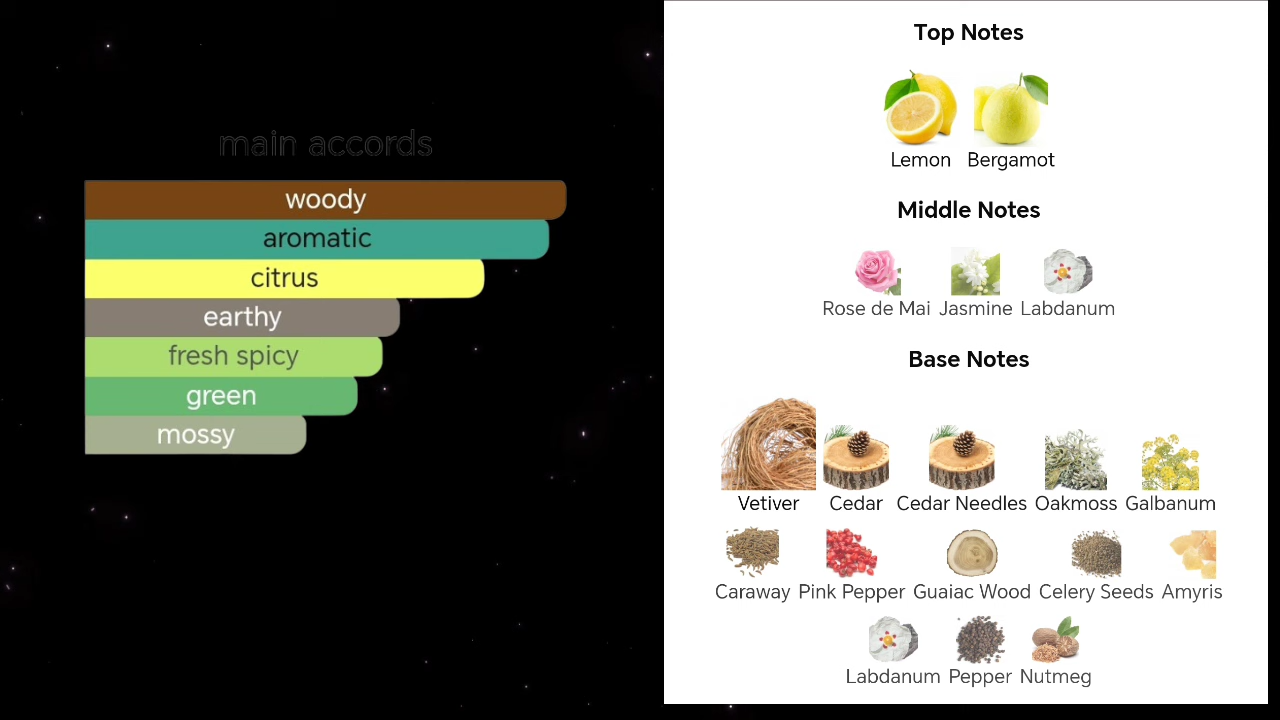 main accords
woody
aromatic
citrus
earthy
fresh spicy
green
mossy
Top Notes
Lemon Bergamot
Middle Notes
Rose de Mai Jasmine Labdanum
Base Notes
Vetiver Cedar Cedar Needles Oakmoss Galbanum
Caraway Pink Pepper Guaiac Wood Celery Seeds Amyris
Labdanum Pepper Nutmeg